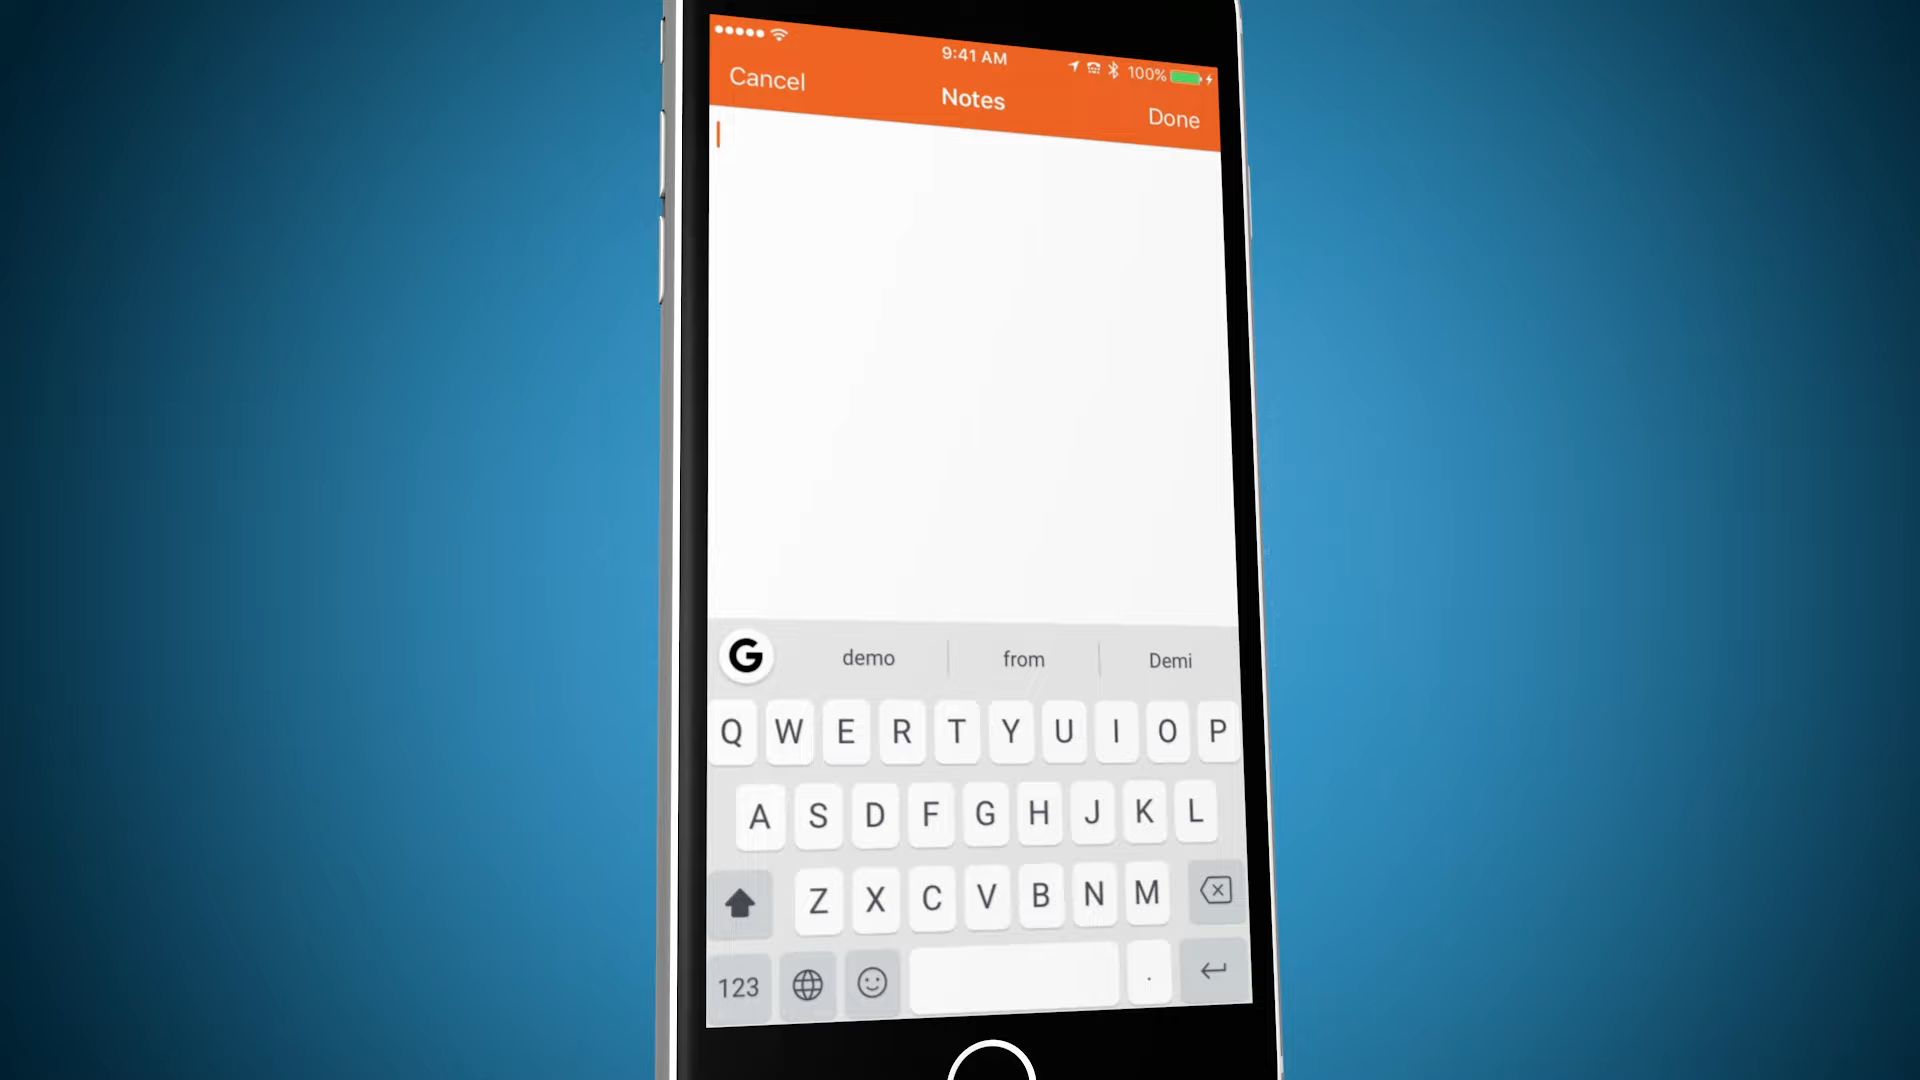 9:41 AM
100%
Cancel
Notes
Done
G
demo
from
Demi
Q W E R T Y U I O P
A S D F G H J K L
Z X C V B N M
123
.